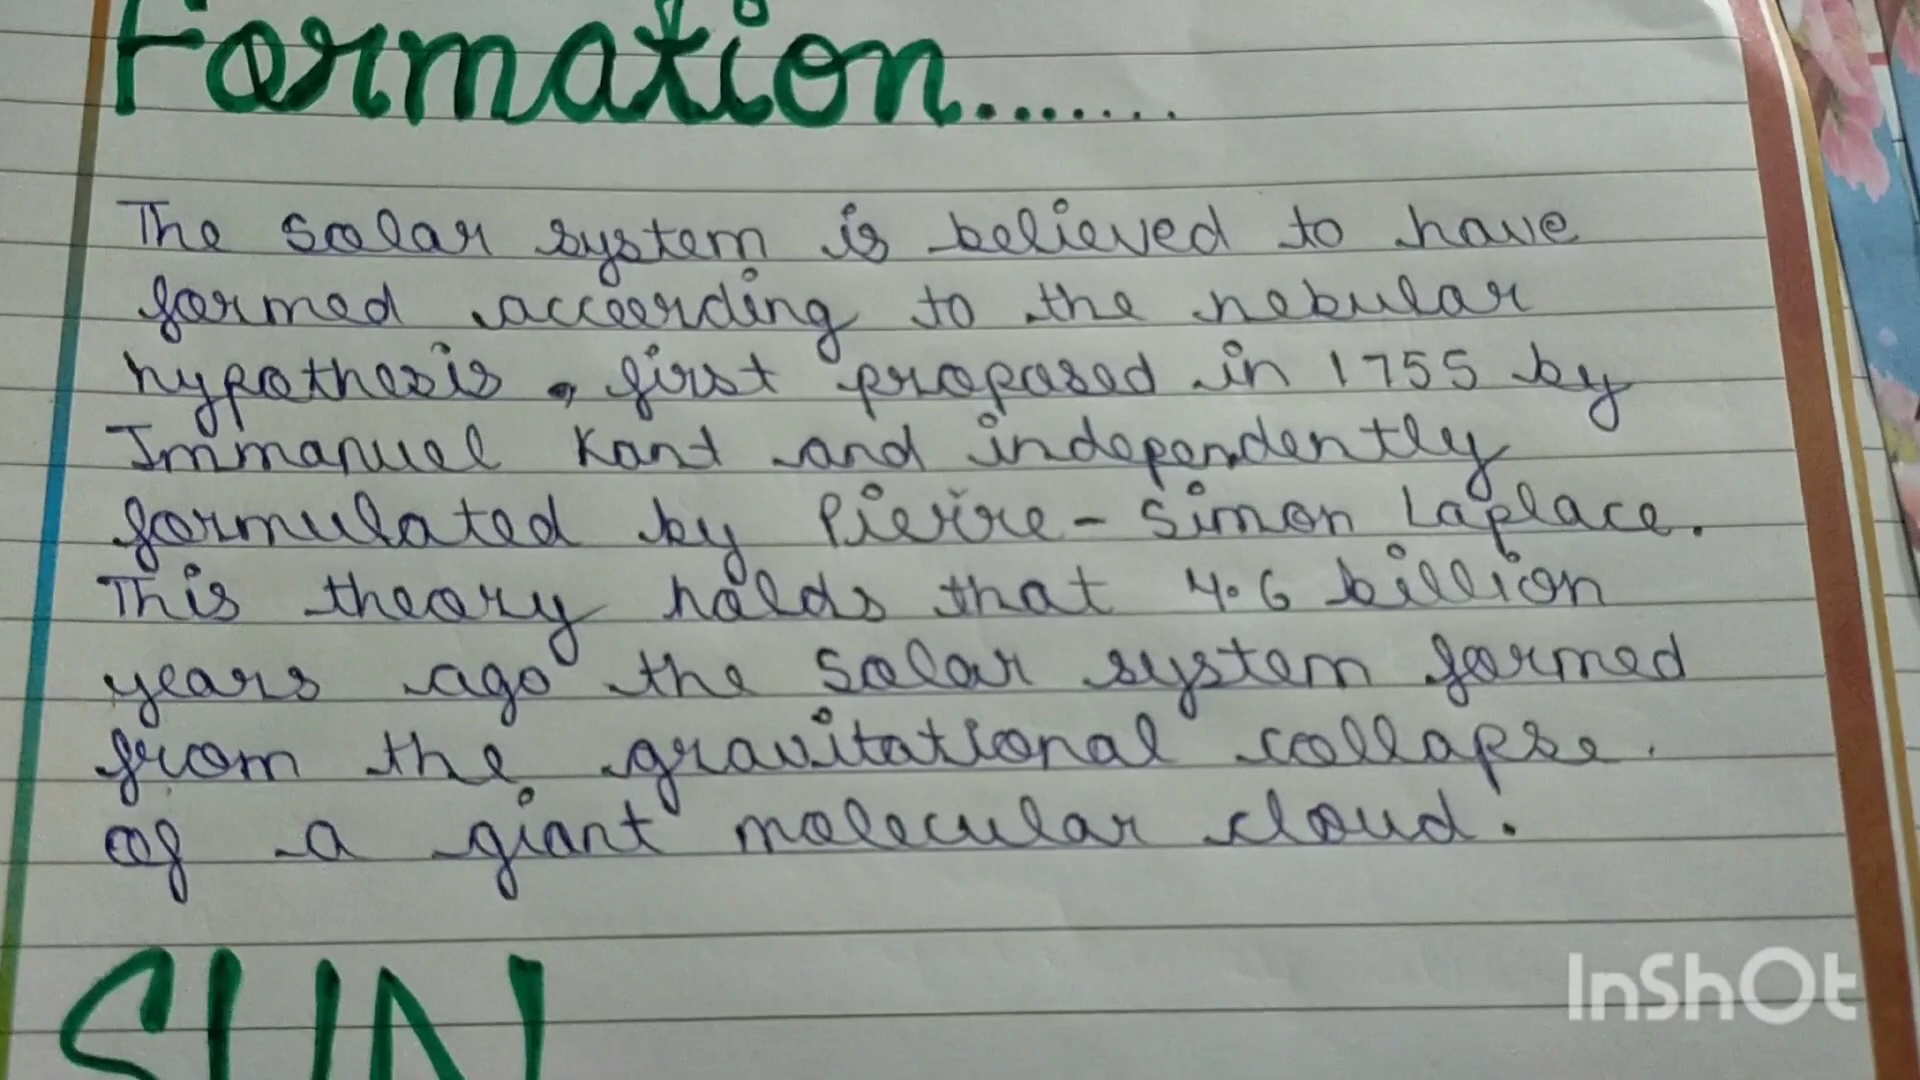 Formation.......
The solar system is believed to have
formed according to the nebular
hypothesis, first proposed in 1755 by
Immanuel Kant and independently
formulated by Pierre-Simon Laplace.
This theory holds that 4.6 billion
years ago the solar system formed
from the gravitational collapse
of a giant molecular cloud.
SUN
InShOt